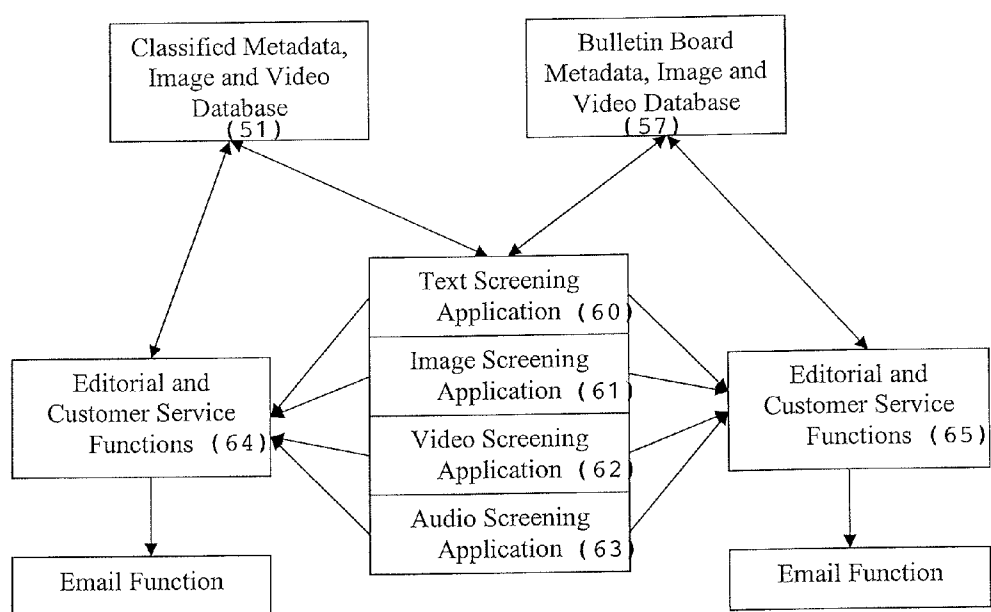 Classified Metadata,
Image and Video
Database
(51)
Bulletin Board
Metadata, Image and
Video Database
(57)
Text Screening
Application (60)
Image Screening
Application (61)
Video Screening
Application (62)
Audio Screening
Application (63)
Editorial and
Customer Service
Functions (64)
Editorial and
Customer Service
Functions (65)
Email Function
Email Function